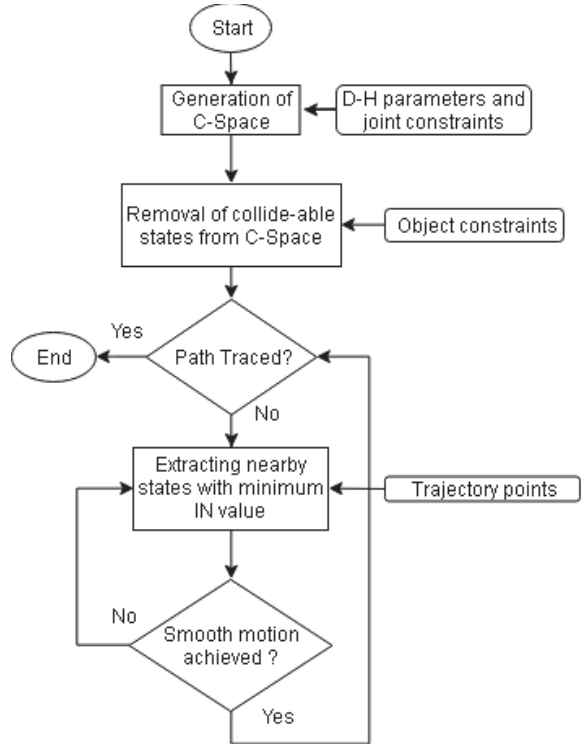 Start
Generation of
C-Space
D-H parameters and
joint constraints
Removal of collide-able
states from C-Space
Object constraints
Yes
End
Path Traced?
No
Extracting nearby
states with minimum
IN value
Trajectory points
No
Smooth motion
achieved ?
Yes